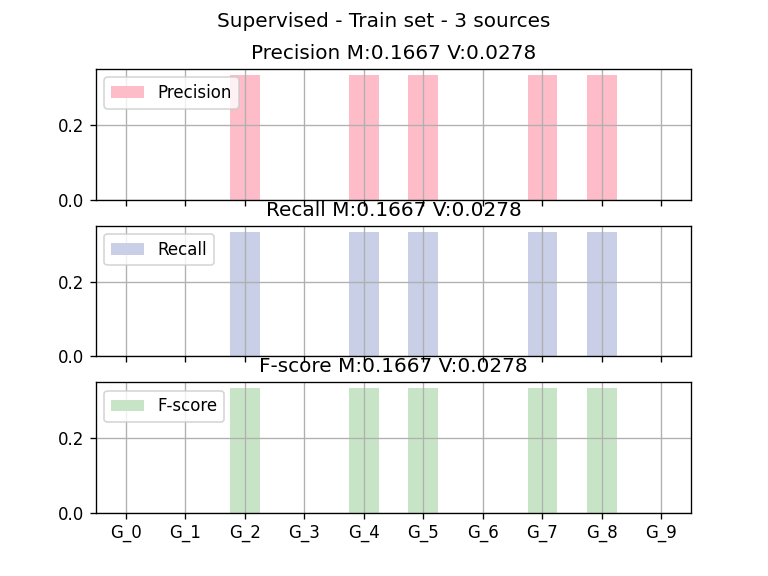 Supervised - Train set - 3 sources
Precision M:0.1667 V:0.0278
Precision
0.2
0.0
Recall M:0.1667 V:0.0278
Recall
0.2
0.0
F-score M:0.1667 V:0.0278
F-score
0.2
0.0
G_0 G_1 G_2 G_3 G_4 G_5 G_6 G_7 G_8 G_9